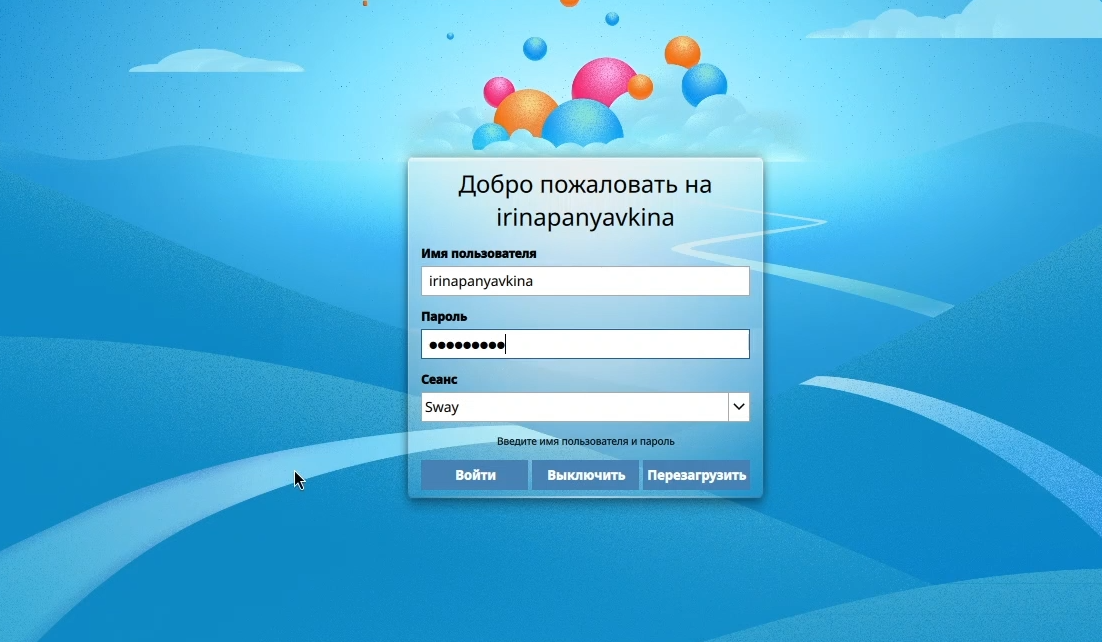 Добро пожаловать на
irinapanyavkina
Имя пользователя
irinapanyavkina
Пароль
●●●●●●●●●
Сеанс
Sway
Введите имя пользователя и пароль
Войти Выключить Перезагрузить